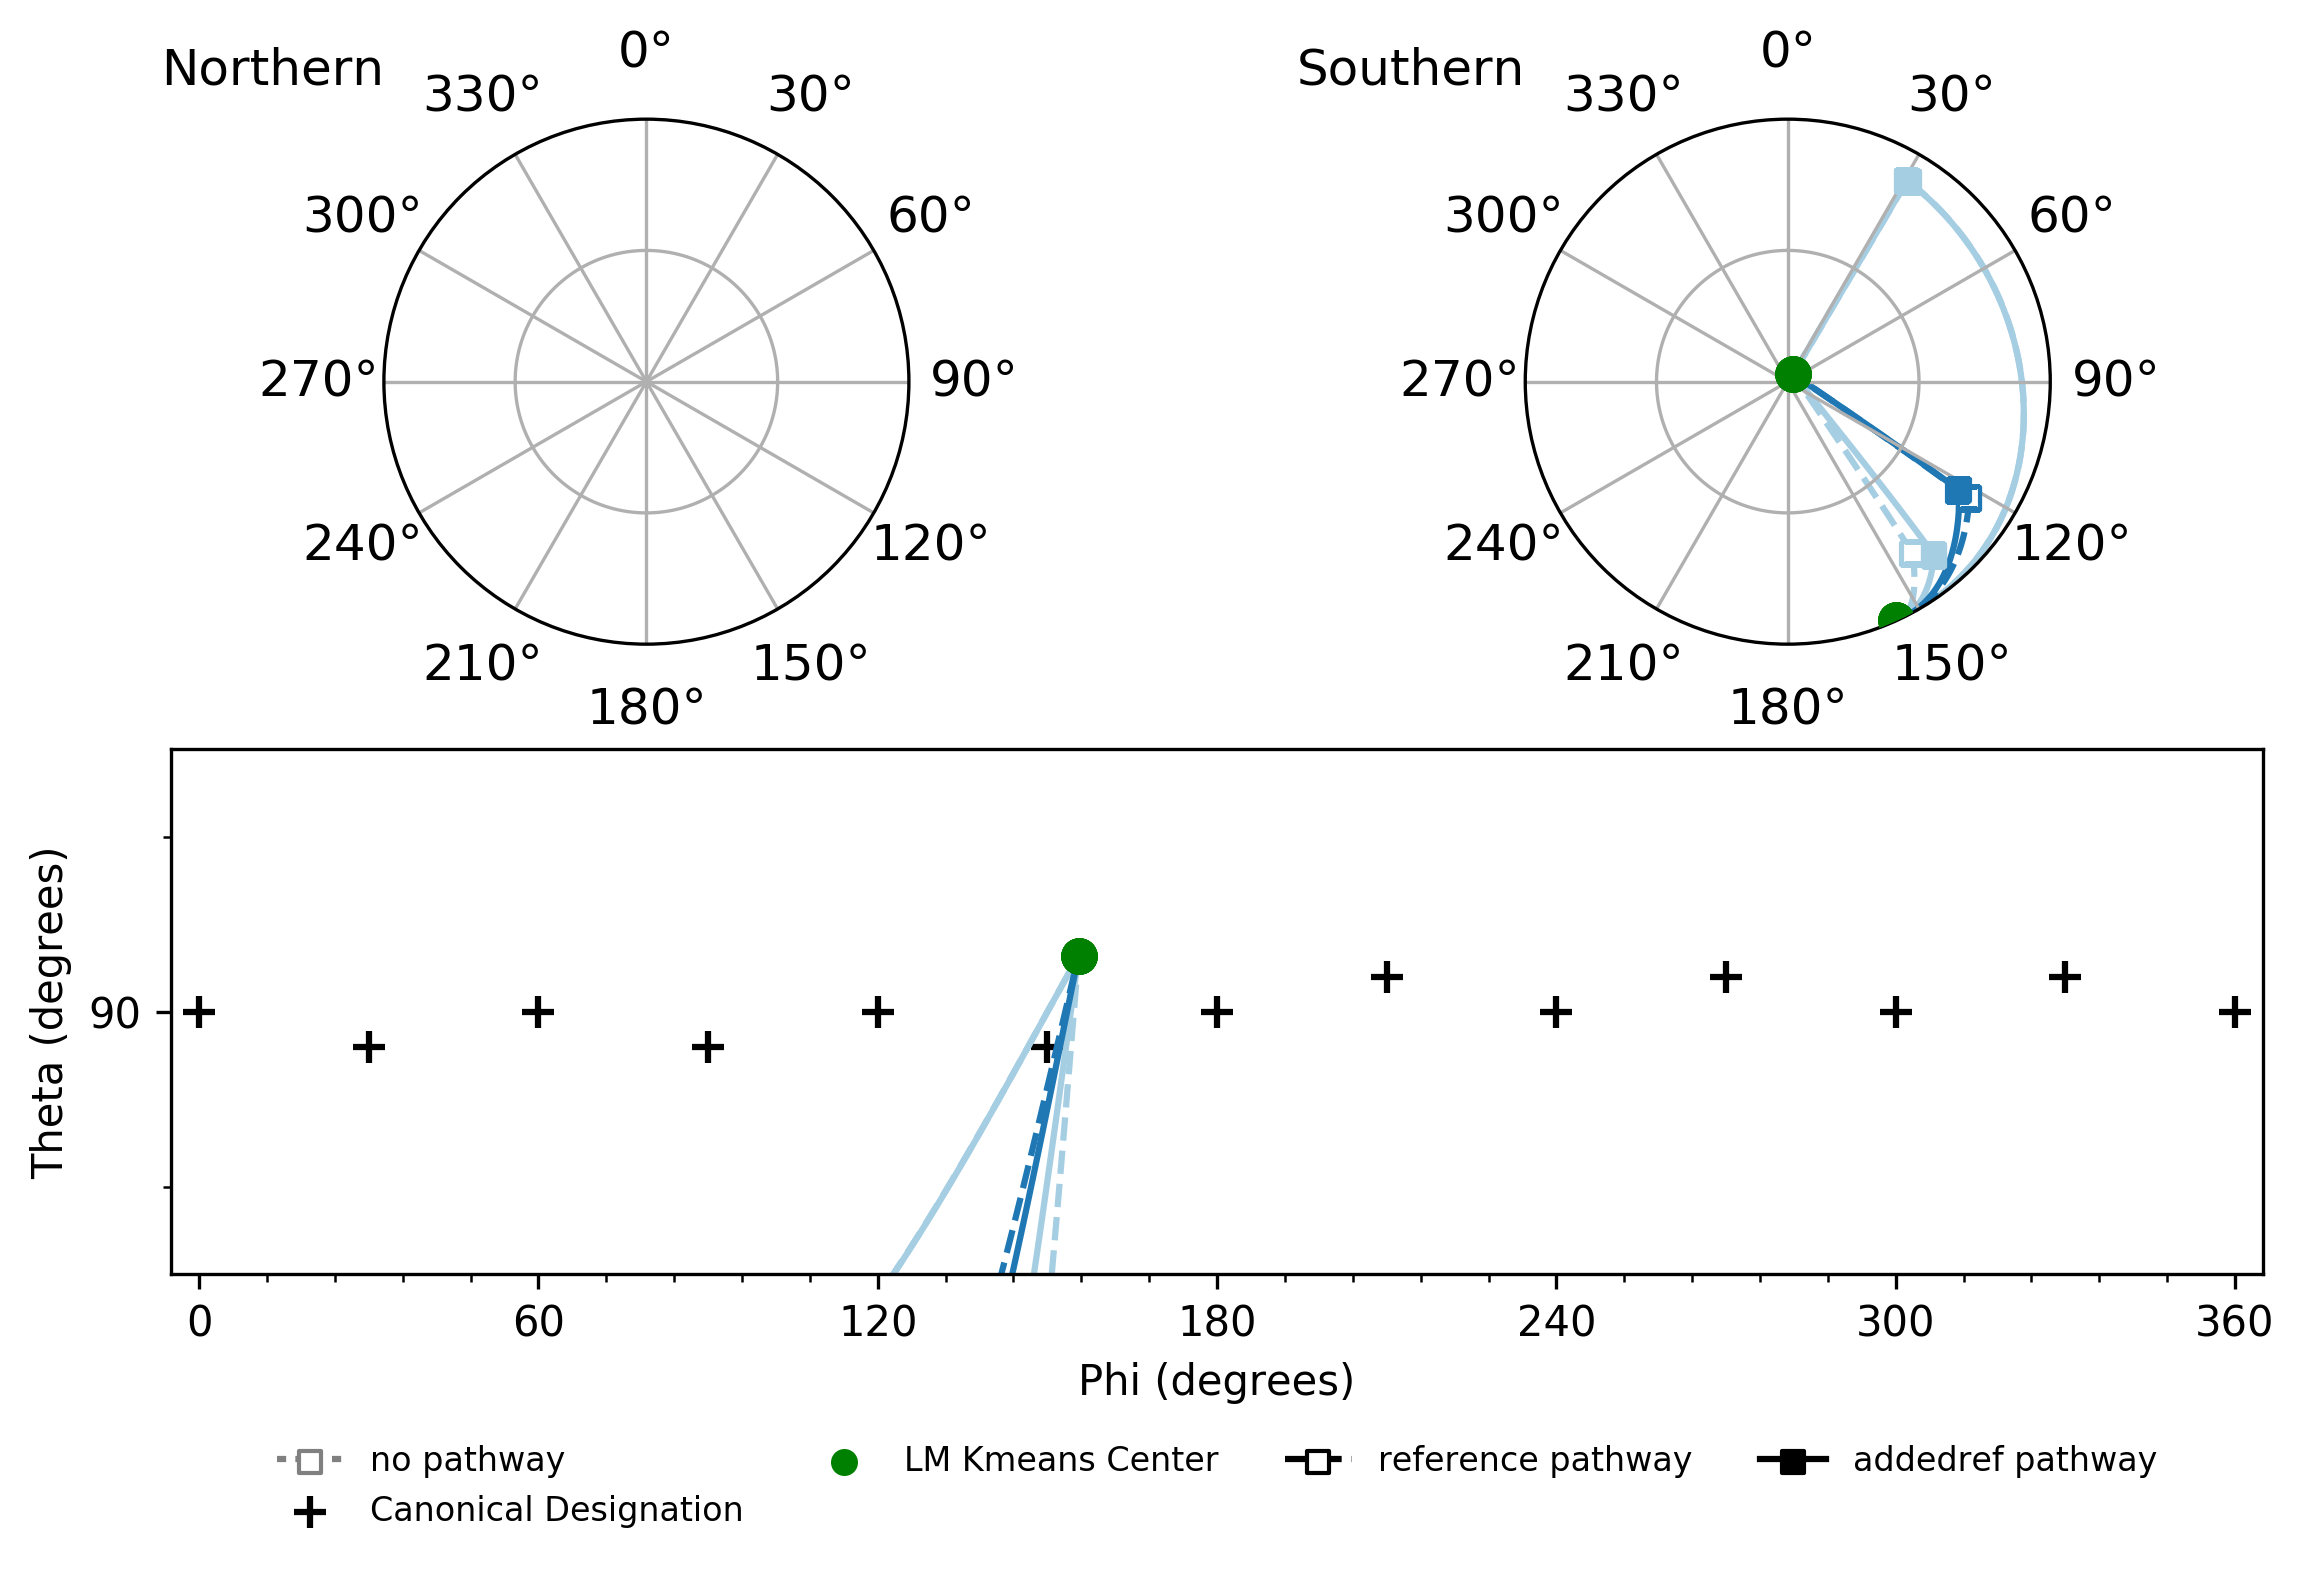 Northern
0°
30°
60°
90°
120°
150°
180°
210°
240°
270°
300°
330°
Southern
0°
30°
60°
90°
120°
150°
180°
210°
240°
270°
300°
330°
Theta (degrees)
90
0 60 120 180 240 300 360
Phi (degrees)
no pathway
Canonical Designation
LM Kmeans Center
reference pathway
addedref pathway